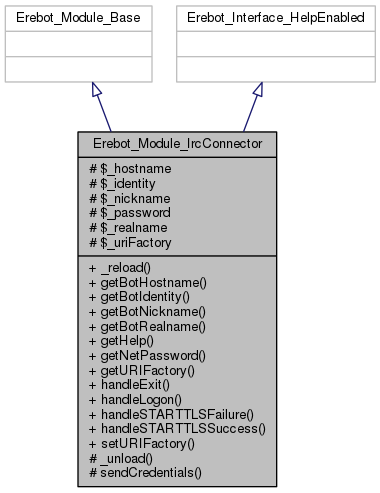 Erebot_Module_Base
Erebot_Interface_HelpEnabled
Erebot_Module_IrcConnector
# $_hostname
# $_identity
# $_nickname
# $_password
# $_realname
# $_uriFactory
+ _reload()
+ getBotHostname()
+ getBotIdentity()
+ getBotNickname()
+ getBotRealname()
+ getHelp()
+ getNetPassword()
+ getURIFactory()
+ handleExit()
+ handleLogon()
+ handleSTARTTLSFailure()
+ handleSTARTTLSSuccess()
+ setURIFactory()
# _unload()
# sendCredentials()